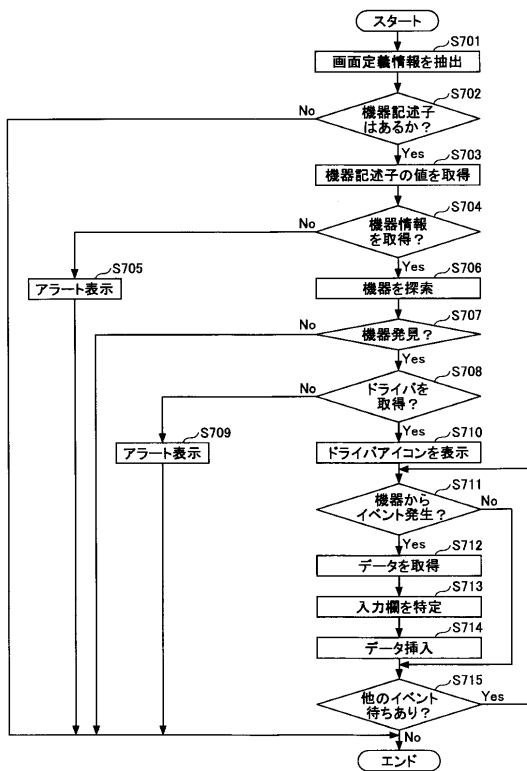 スタート
S701
画面定義情報を抽出
S702
No
機器記述子
はあるか?
Yes
S703
機器記述子の値を取得
S704
No
機器情報
を取得?
S705
アラート表示
Yes
S706
機器を探索
S707
No
機器発見?
Yes
S708
No
ドライバを
取得?
S709
アラート表示
Yes
S710
ドライバアイコンを表示
S711
機器から
イベント発生?
No
Yes
S712
データを取得
S713
入力欄を特定
S714
データ挿入
S715
他のイベント
待ちあり?
Yes
No
エンド